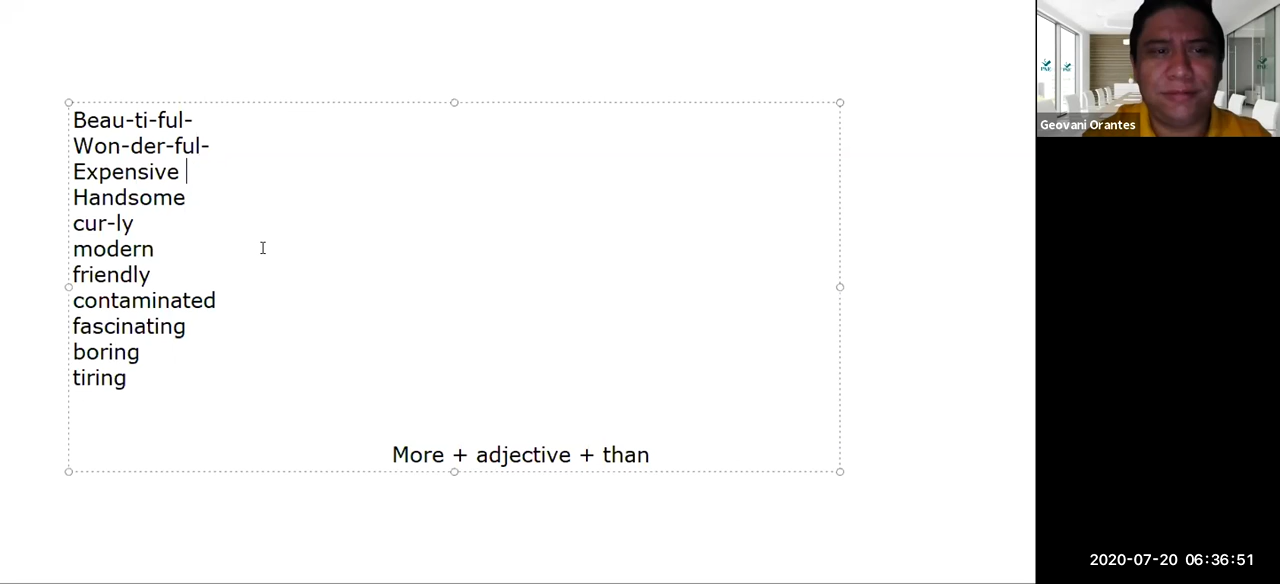 Beau-ti-ful-
Won-der-ful-
Expensive
Handsome
cur-ly
modern
friendly
contaminated
fascinating
boring
tiring
More + adjective + than
Geovani Orantes
2020-07-20 06:36:51